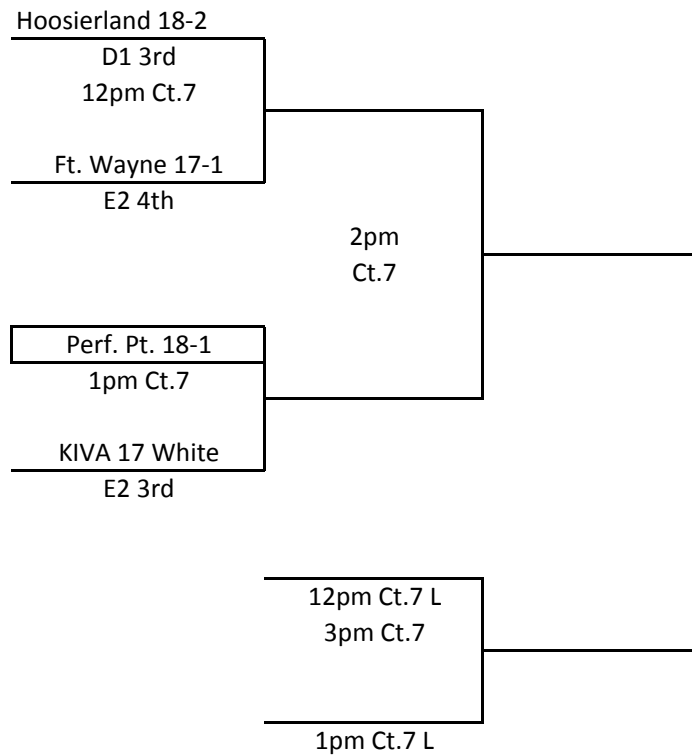 Hoosierland 18-2
D1 3rd
12pm Ct.7
Ft. Wayne 17-1
E2 4th
2pm
Ct.7
Perf. Pt. 18-1
1pm Ct.7
KIVA 17 White
E2 3rd
12pm Ct.7 L
3pm Ct.7
1pm Ct.7 L